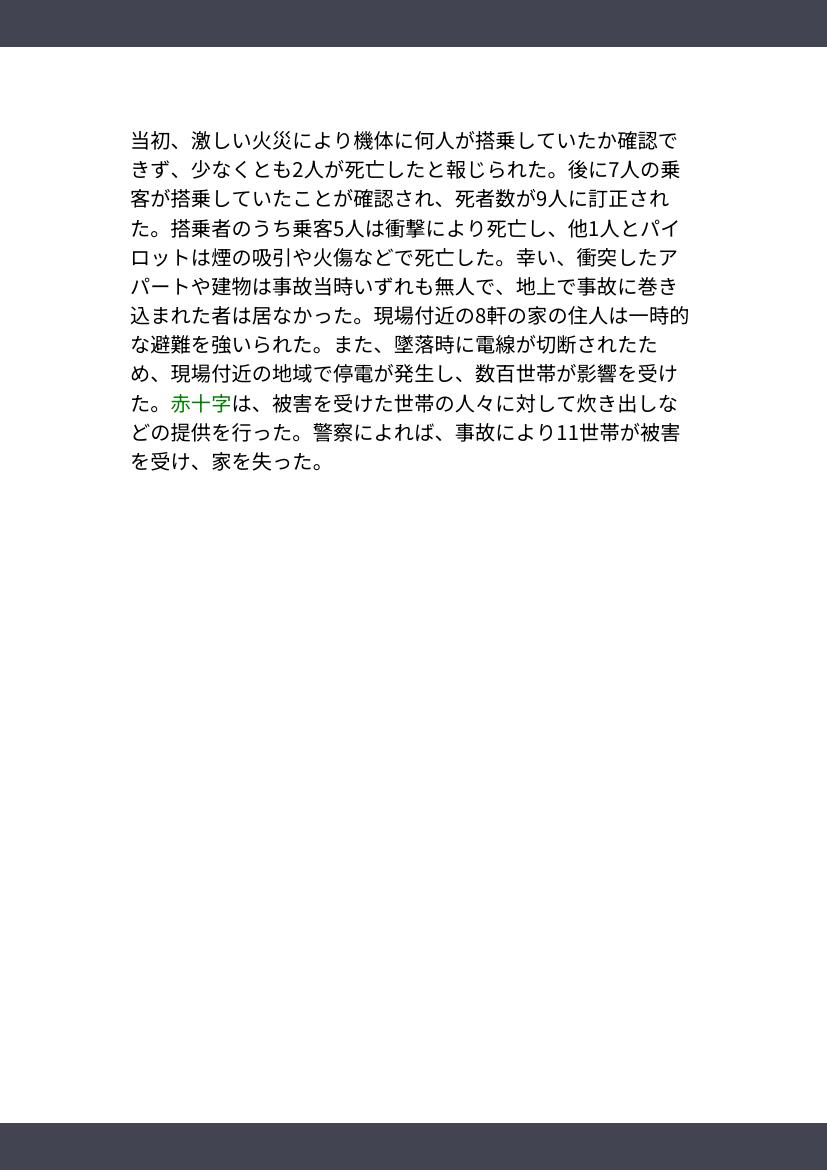 当初、激しい火災により機体に何人が搭乗していたか確認で
きず、少なくとも2人が死亡したと報じられた。後に7人の乗
客が搭乗していたことが確認され、死者数が9人に訂正され
た。搭乗者のうち乗客5人は衝撃により死亡し、他1人とパイ
ロットは煙の吸引や火傷などで死亡した。幸い、衝突したア
パートや建物は事故当時いずれも無人で、地上で事故に巻き
込まれた者は居なかった。現場付近の8軒の家の住人は一時的
な避難を強いられた。また、墜落時に電線が切断されたた
め、現場付近の地域で停電が発生し、数百世帯が影響を受け
た。赤十字は、被害を受けた世帯の人々に対して炊き出しな
どの提供を行った。警察によれば、事故により11世帯が被害
を受け、家を失った。